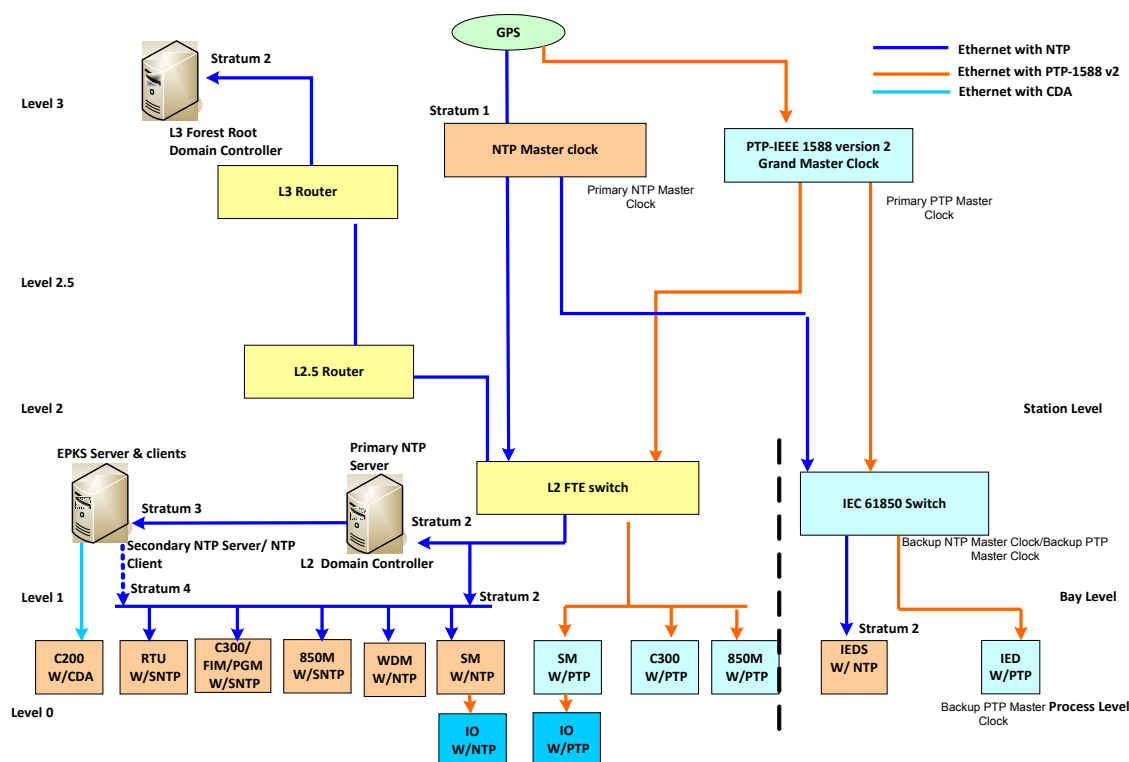 GPS
Ethernet with NTP
Ethernet with PTP-1588 v2
Ethernet with CDA
Stratum 2
Level 3
Stratum 1
L3 Forest Root
Domain Controller
NTP Master clock
PTP-IEEE 1588 version 2
Grand Master Clock
L3 Router
Primary NTP Master
Clock
Primary PTP Master
Clock
Level 2.5
L2.5 Router
Level 2
Station Level
EPKS Server & clients
Primary NTP
Server
L2 FTE switch
IEC 61850 Switch
Stratum 3
Stratum 2
Secondary NTP Server/ NTP
Client
L2 Domain Controller
Backup NTP Master Clock/Backup PTP
Master Clock
Stratum 4
Level 1
Stratum 2
Bay Level
Stratum 2
C200
W/CDA
RTU
W/SNTP
C300/
FIM/PGM
W/SNTP
850M
W/SNTP
WDM
W/NTP
SM
W/NTP
SM
W/PTP
C300
W/PTP
850M
W/PTP
IEDS
W/ NTP
IED
W/PTP
Level 0
Backup PTP Master
Clock
Process Level
IO
W/NTP
IO
W/PTP